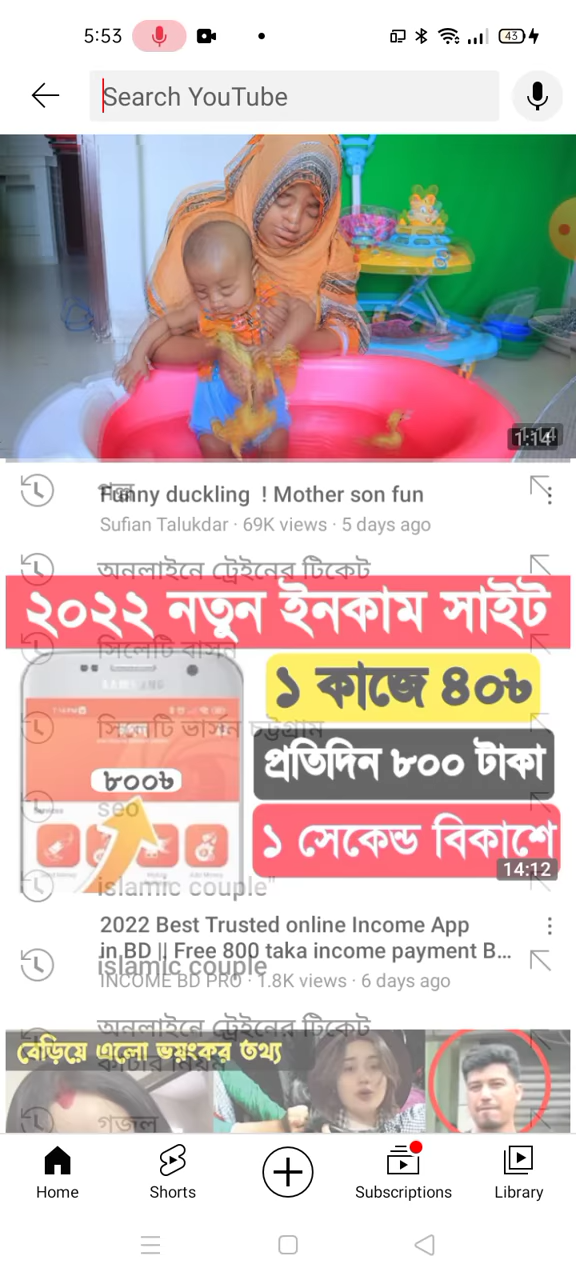 5:53
43
Search YouTube
গল্প
Funny duckling ! Mother son fun
Sufian Talukdar · 69K views · 5 days ago
অনলাইনে ট্রেইনের টিকেট
২০২২ নতুন ইনকাম সাইট
সিলেটি
SAMSUNG
১ কাজে ৪০৳
সিলেটি ভার্সন চট্টগ্রাম
প্রতিদিন ৮০০ টাকা
৮০০৳
seo
১ সেকেন্ড বিকাশে
14:12
islamic couple"
2022 Best Trusted online Income App
in BD || Free 800 taka income payment B...
islamic couple
INCOME BD PRO · 1.8K views · 6 days ago
অনলাইনে ট্রেইনের টিকেট
বেড়িয়ে এলো ভয়ংকর তথ্য
কাটার নিয়ম
গজল
Home
Shorts
Subscriptions
Library